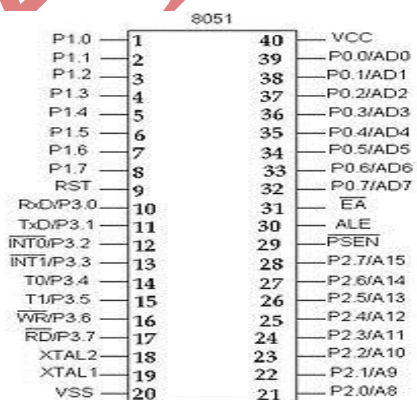 8051
P1.0 1 40 VCC
P1.1 2 39 P0.0/AD0
P1.2 3 38 P0.1/AD1
P1.3 4 37 P0.2/AD2
P1.4 5 36 P0.3/AD3
P1.5 6 35 P0.4/AD4
P1.6 7 34 P0.5/AD5
P1.7 8 33 P0.6/AD6
RST 9 32 P0.7/AD7
RxD/P3.0 10 31 E̅A̅
TxD/P3.1 11 30 ALE
I̅N̅T̅0̅/P3.2 12 29 P̅S̅E̅N̅
I̅N̅T̅1̅/P3.3 13 28 P2.7/A15
T0/P3.4 14 27 P2.6/A14
T1/P3.5 15 26 P2.5/A13
W̅R̅/P3.6 16 25 P2.4/A12
R̅D̅/P3.7 17 24 P2.3/A11
XTAL2 18 23 P2.2/A10
XTAL1 19 22 P2.1/A9
VSS 20 21 P2.0/A8